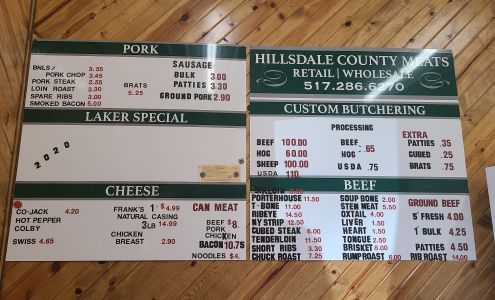 PORK
BNLS/ 3.55
PORK CHOP 3.45
PORK STEAK 2.55
LOIN ROAST 3.30
SPARE RIBS 3.00
SMOKED BACON 5.00
BRATS
5.25
SAUSAGE
BULK 3.00
PATTIES 3.30
GROUND PORK 2.90
LAKER SPECIAL
2020
CHEESE
CO-JACK 4.20
HOT PEPPER
COLBY
SWISS 4.65
FRANK'S 1# 4.99
NATURAL CASING
3LB 14.99
CHICKEN
BREAST 2.90
CAN MEAT
BEEF $8.
PORK
CHICKEN
BACON 10.75
NOODLES $4.
HILLSDALE COUNTY MEATS
RETAIL | WHOLESALE
517.286.6370
CUSTOM BUTCHERING
PROCESSING
BEEF 100.00
HOG 60.00
SHEEP 100.00
USDA 110
BEEF
HOG .65
USDA .75
EXTRA
PATTIES .35
CUBED .25
BRATS .75
BEEF
PORTERHOUSE 11.50
T-BONE 11.00
RIBEYE 14.50
NY STRIP 12.50
CUBED STEAK 6.00
TENDERLOIN 11.50
SHORT RIBS 3.30
CHUCK ROAST 7.25
SOUP BONE 2.00
STEW MEAT 5.50
OXTAIL 4.00
LIVER 1.50
HEART 1.50
TONGUE 2.50
BRISKET 8.00
RUMP ROAST 6.00
GROUND BEEF
5# FRESH 4.00
1# BULK 4.25
PATTIES 4.50
RIB ROAST 14.00